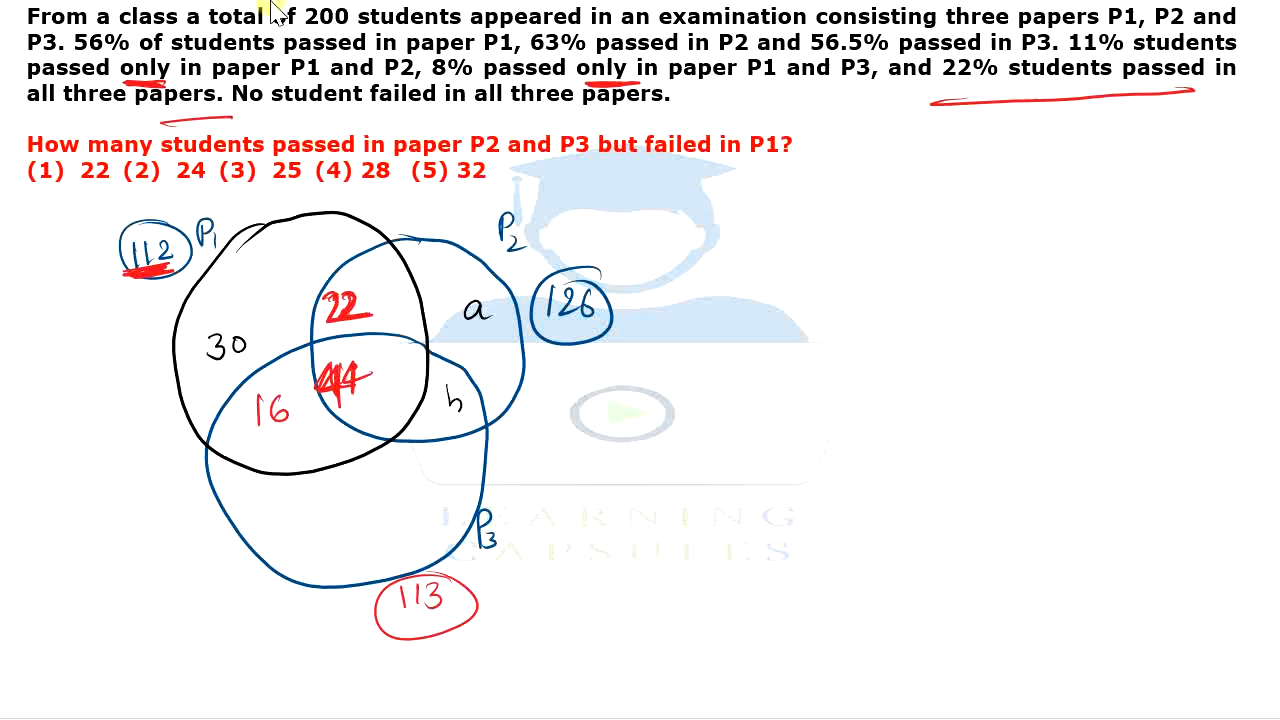 From a class a total of 200 students appeared in an examination consisting three papers P1, P2 and
P3. 56% of students passed in paper P1, 63% passed in P2 and 56.5% passed in P3. 11% students
passed only in paper P1 and P2, 8% passed only in paper P1 and P3, and 22% students passed in
all three papers. No student failed in all three papers.
How many students passed in paper P2 and P3 but failed in P1?
(1) 22 (2) 24 (3) 25 (4) 28 (5) 32
112 P1 P2
22 a 126
30
44
16 b
LEARNING
P3
CAPSULES
113